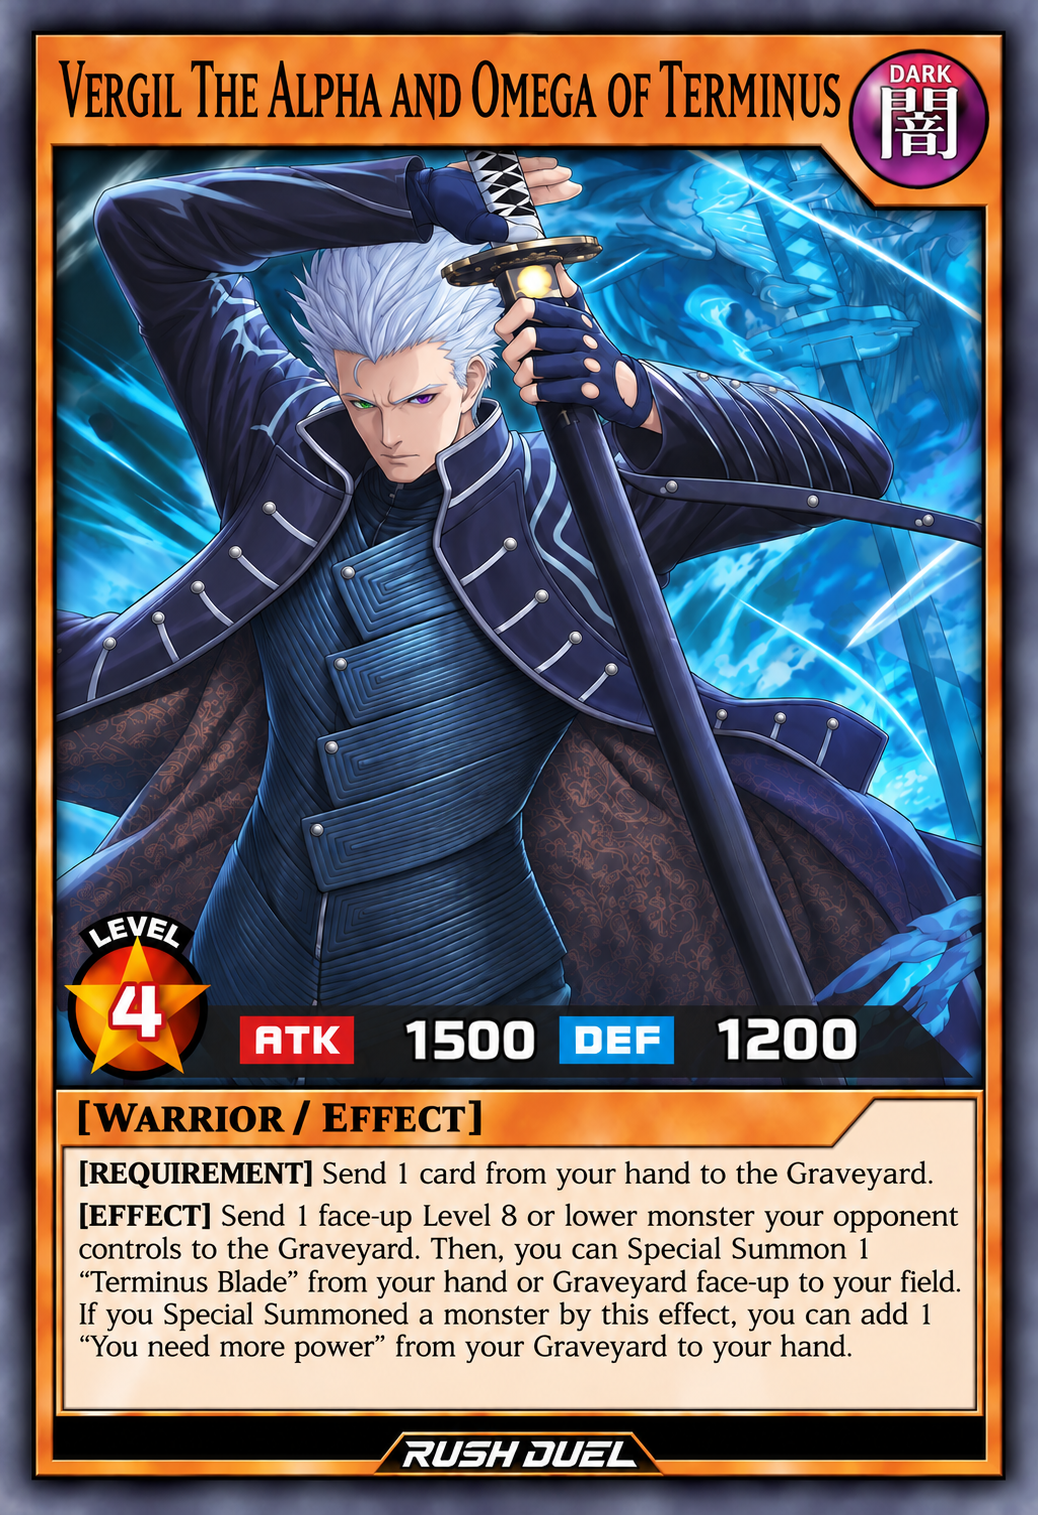 Vergil The Alpha and Omega of Terminus
DARK
闇
LEVEL
4
ATK 1500 DEF 1200
[Warrior / Effect]
[REQUIREMENT] Send 1 card from your hand to the Graveyard.
[EFFECT] Send 1 face-up Level 8 or lower monster your opponent
controls to the Graveyard. Then, you can Special Summon 1
“Terminus Blade” from your hand or Graveyard face-up to your field.
If you Special Summoned a monster by this effect, you can add 1
“You need more power” from your Graveyard to your hand.
RUSH DUEL